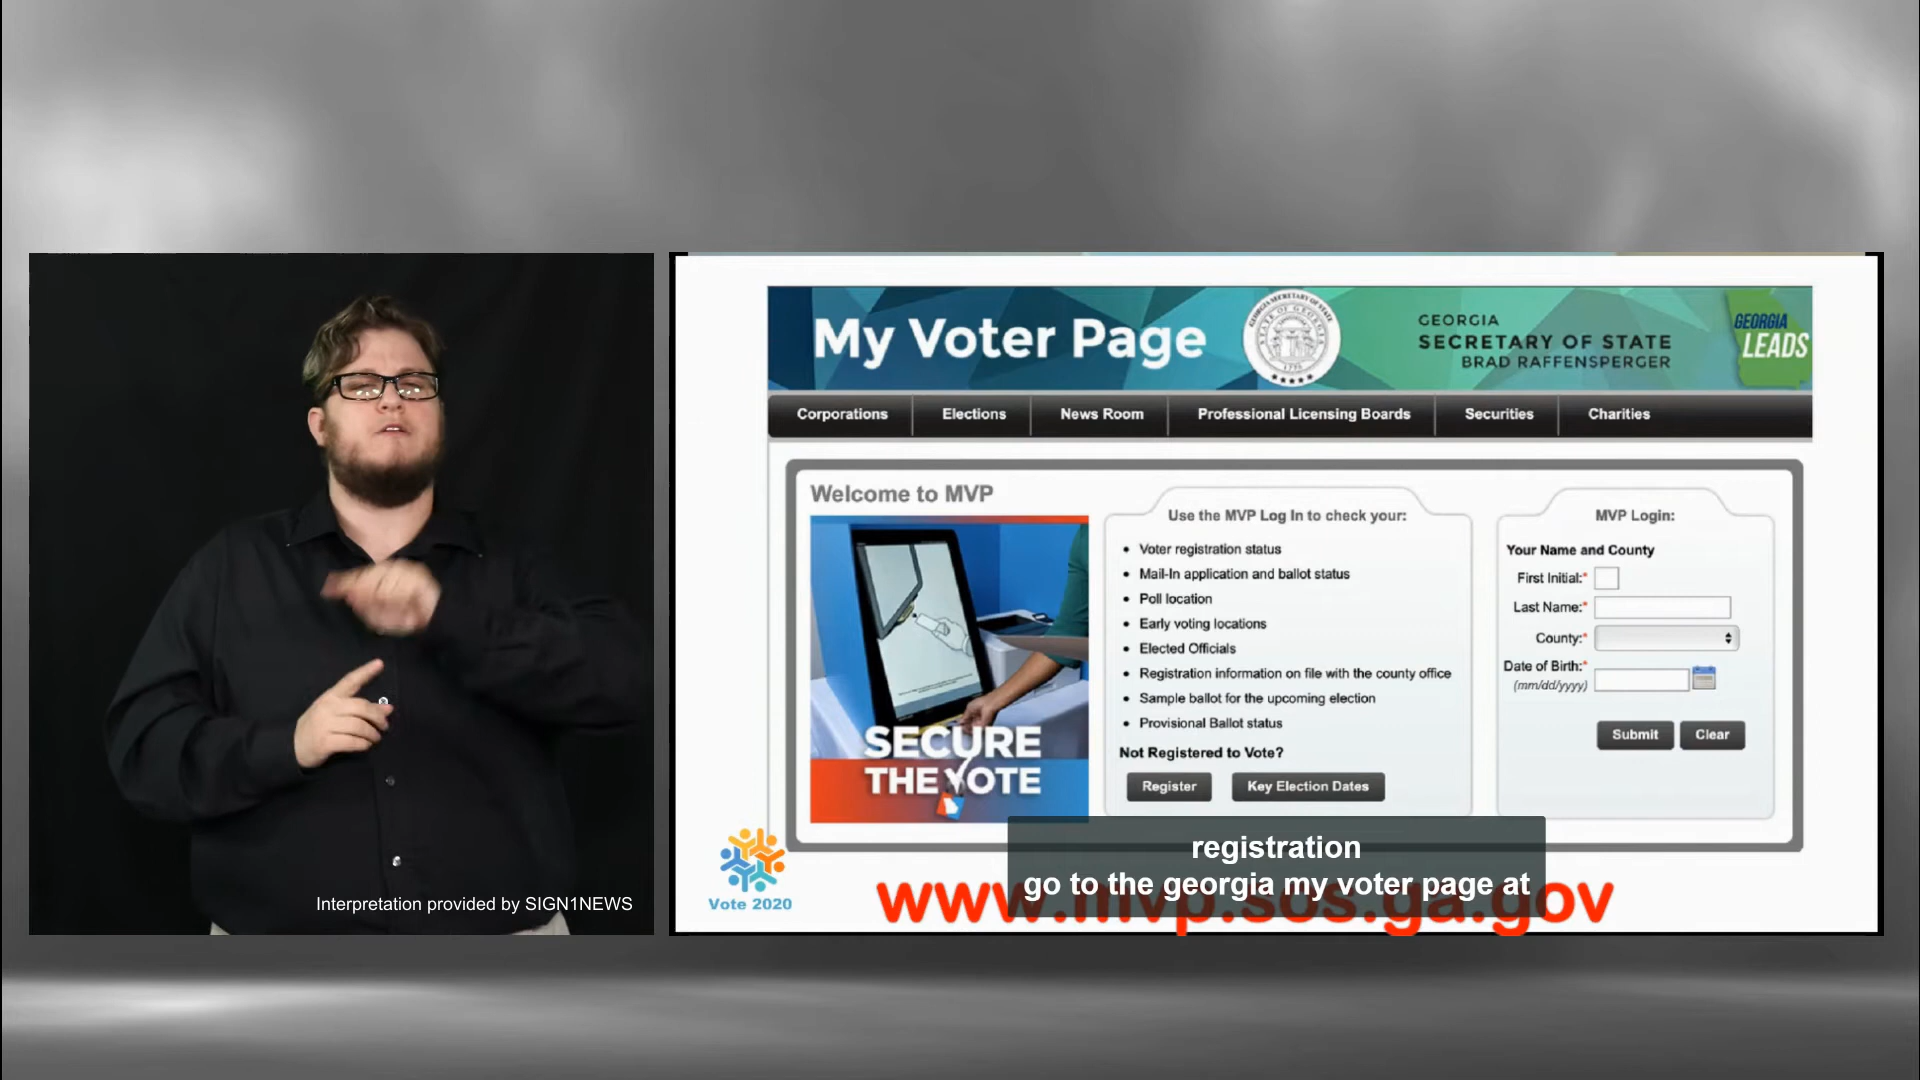 My Voter Page
GEORGIA
SECRETARY OF STATE
BRAD RAFFENSPERGER
GEORGIA
LEADS
Corporations
Elections
News Room
Professional Licensing Boards
Securities
Charities
Welcome to MVP
SECURE
THE VOTE
Use the MVP Log In to check your:
• Voter registration status
• Mail-In application and ballot status
• Poll location
• Early voting locations
• Elected Officials
• Registration information on file with the county office
• Sample ballot for the upcoming election
• Provisional Ballot status
Not Registered to Vote?
Register
Key Election Dates
MVP Login:
Your Name and County
First Initial:*
Last Name:*
County:*
Date of Birth:*
(mm/dd/yyyy)
Submit
Clear
registration
go to the georgia my voter page at
www.mvp.sos.ga.gov
Vote 2020
Interpretation provided by SIGN1NEWS